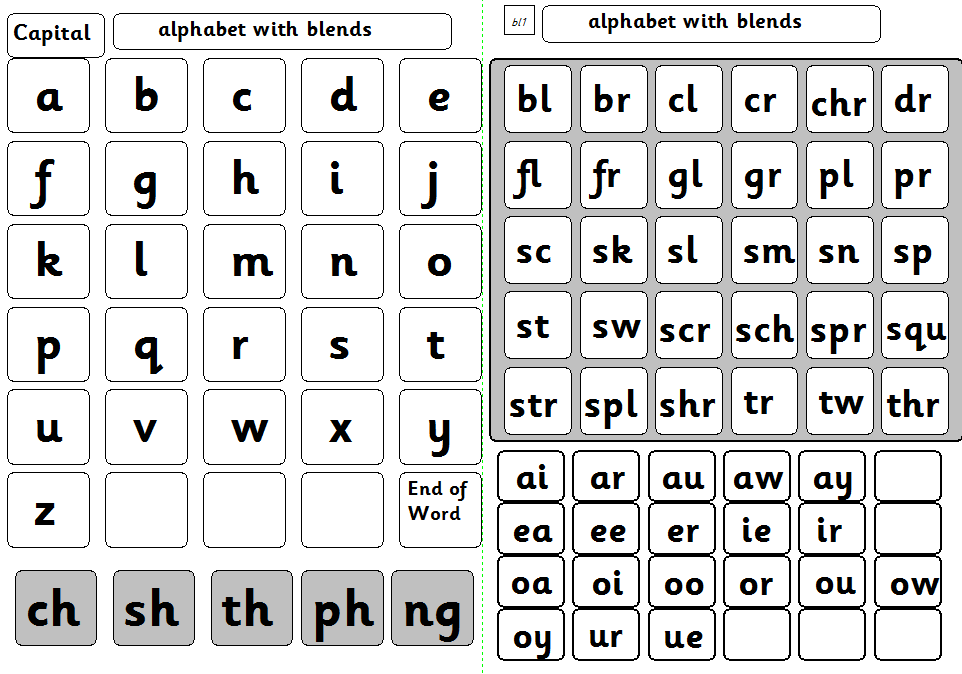 Capital alphabet with blends
a b c d e
f g h i j
k l m n o
p q r s t
u v w x y
z End of
Word
ch sh th ph ng
bl1 alphabet with blends
bl br cl cr chr dr
fl fr gl gr pl pr
sc sk sl sm sn sp
st sw scr sch spr squ
str spl shr tr tw thr
ai ar au aw ay
ea ee er ie ir
oa oi oo or ou ow
oy ur ue